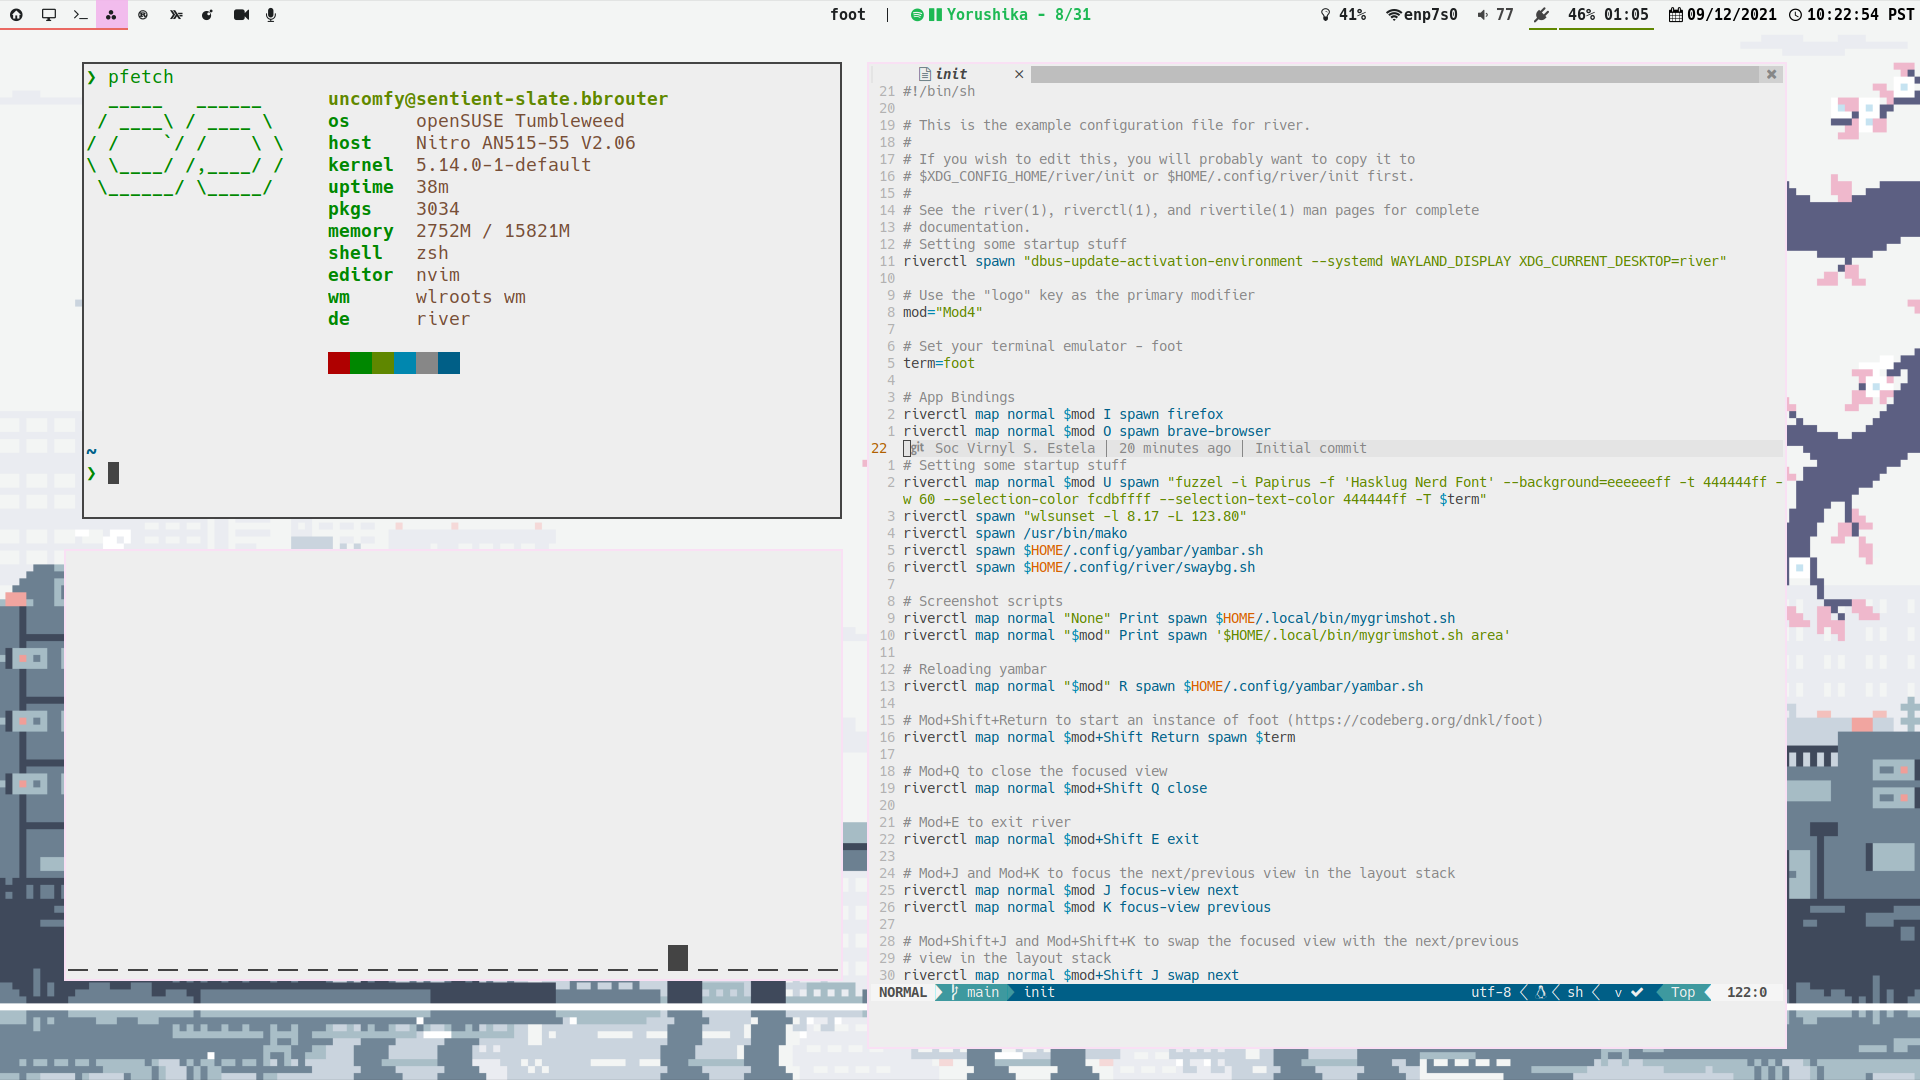 foot | Yorushika - 8/31 41% enp7s0 77 46% 01:05 09/12/2021 10:22:54 PST
❯ pfetch
uncomfy@sentient-slate.bbrouter
os openSUSE Tumbleweed
host Nitro AN515-55 V2.06
kernel 5.14.0-1-default
uptime 38m
pkgs 3034
memory 2752M / 15821M
shell zsh
editor nvim
wm wlroots wm
de river
~
❯
init ×
21 #!/bin/sh
20
19 # This is the example configuration file for river.
18 #
17 # If you wish to edit this, you will probably want to copy it to
16 # $XDG_CONFIG_HOME/river/init or $HOME/.config/river/init first.
15 #
14 # See the river(1), riverctl(1), and rivertile(1) man pages for complete
13 # documentation.
12 # Setting some startup stuff
11 riverctl spawn "dbus-update-activation-environment --systemd WAYLAND_DISPLAY XDG_CURRENT_DESKTOP=river"
10
9 # Use the "logo" key as the primary modifier
8 mod="Mod4"
7
6 # Set your terminal emulator - foot
5 term=foot
4
3 # App Bindings
2 riverctl map normal $mod I spawn firefox
1 riverctl map normal $mod O spawn brave-browser
22 git Soc Virnyl S. Estela | 20 minutes ago | Initial commit
1 # Setting some startup stuff
2 riverctl map normal $mod U spawn "fuzzel -i Papirus -f 'Hasklug Nerd Font' --background=eeeeeeff -t 444444ff -
w 60 --selection-color fcdbffff --selection-text-color 444444ff -T $term"
3 riverctl spawn "wlsunset -l 8.17 -L 123.80"
4 riverctl spawn /usr/bin/mako
5 riverctl spawn $HOME/.config/yambar/yambar.sh
6 riverctl spawn $HOME/.config/river/swaybg.sh
7
8 # Screenshot scripts
9 riverctl map normal "None" Print spawn $HOME/.local/bin/mygrimshot.sh
10 riverctl map normal "$mod" Print spawn '$HOME/.local/bin/mygrimshot.sh area'
11
12 # Reloading yambar
13 riverctl map normal "$mod" R spawn $HOME/.config/yambar/yambar.sh
14
15 # Mod+Shift+Return to start an instance of foot (https://codeberg.org/dnkl/foot)
16 riverctl map normal $mod+Shift Return spawn $term
17
18 # Mod+Q to close the focused view
19 riverctl map normal $mod+Shift Q close
20
21 # Mod+E to exit river
22 riverctl map normal $mod+Shift E exit
23
24 # Mod+J and Mod+K to focus the next/previous view in the layout stack
25 riverctl map normal $mod J focus-view next
26 riverctl map normal $mod K focus-view previous
27
28 # Mod+Shift+J and Mod+Shift+K to swap the focused view with the next/previous
29 # view in the layout stack
30 riverctl map normal $mod+Shift J swap next
NORMAL main init utf-8 sh v ✔ Top 122:0